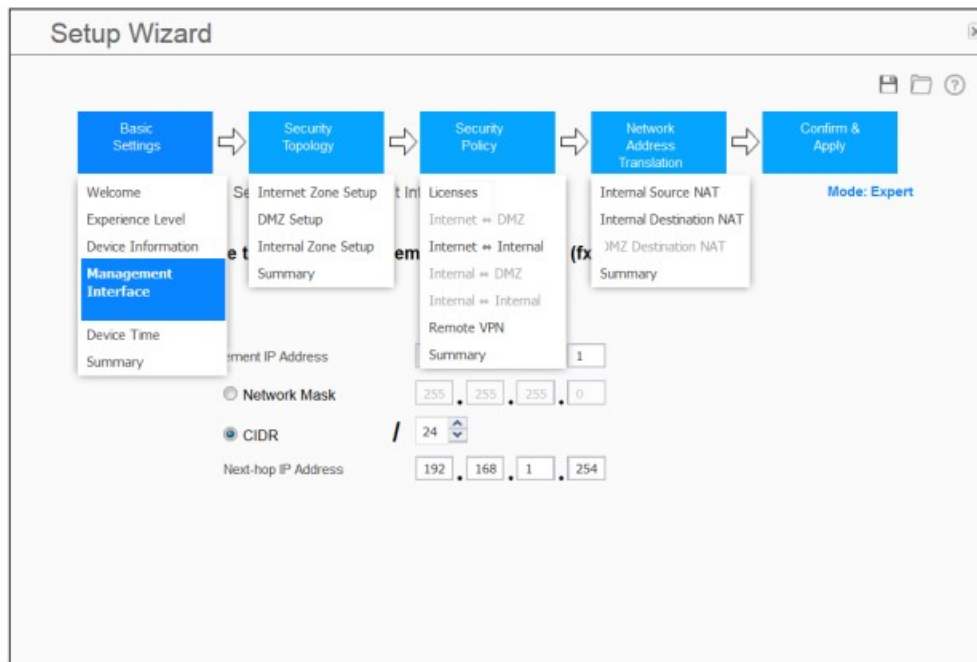 Setup Wizard
Basic
Settings
Security
Topology
Security
Policy
Network
Address
Translation
Confirm &
Apply
Mode: Expert
Welcome
Experience Level
Device Information
Management
Interface
Device Time
Summary
Internet Zone Setup
DMZ Setup
Internal Zone Setup
Summary
Licenses
Internet ⇔ DMZ
Internet ⇔ Internal
Internal ⇔ DMZ
Internal ⇔ Internal
Remote VPN
Summary
Internal Source NAT
Internal Destination NAT
DMZ Destination NAT
Summary
(fx
IP Address
1
Network Mask
255 . 255 . 255 . 0
CIDR / 24
Next-hop IP Address
192 . 168 . 1 . 254